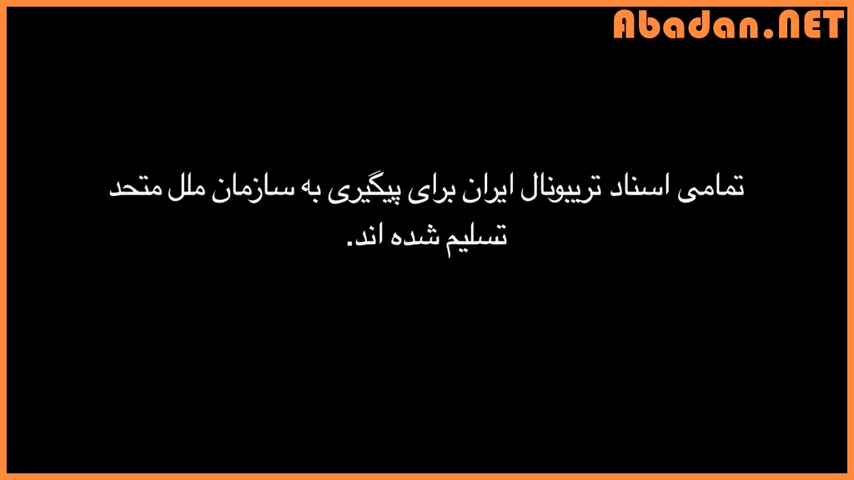 Abadan.NET
تمامی اسناد تریبونال ایران برای پیگیری به سازمان ملل متحد
تسلیم شده اند.